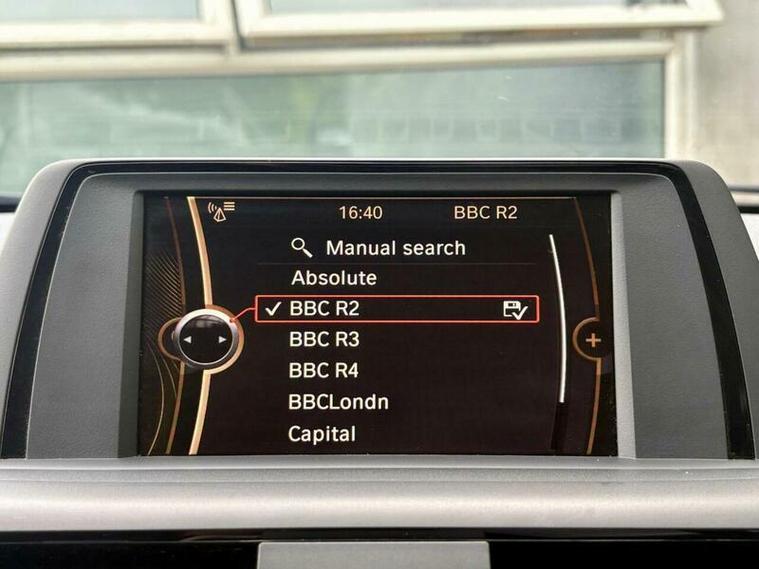 16:40 BBC R2
Manual search
Absolute
BBC R2
BBC R3
BBC R4
BBCLondn
Capital